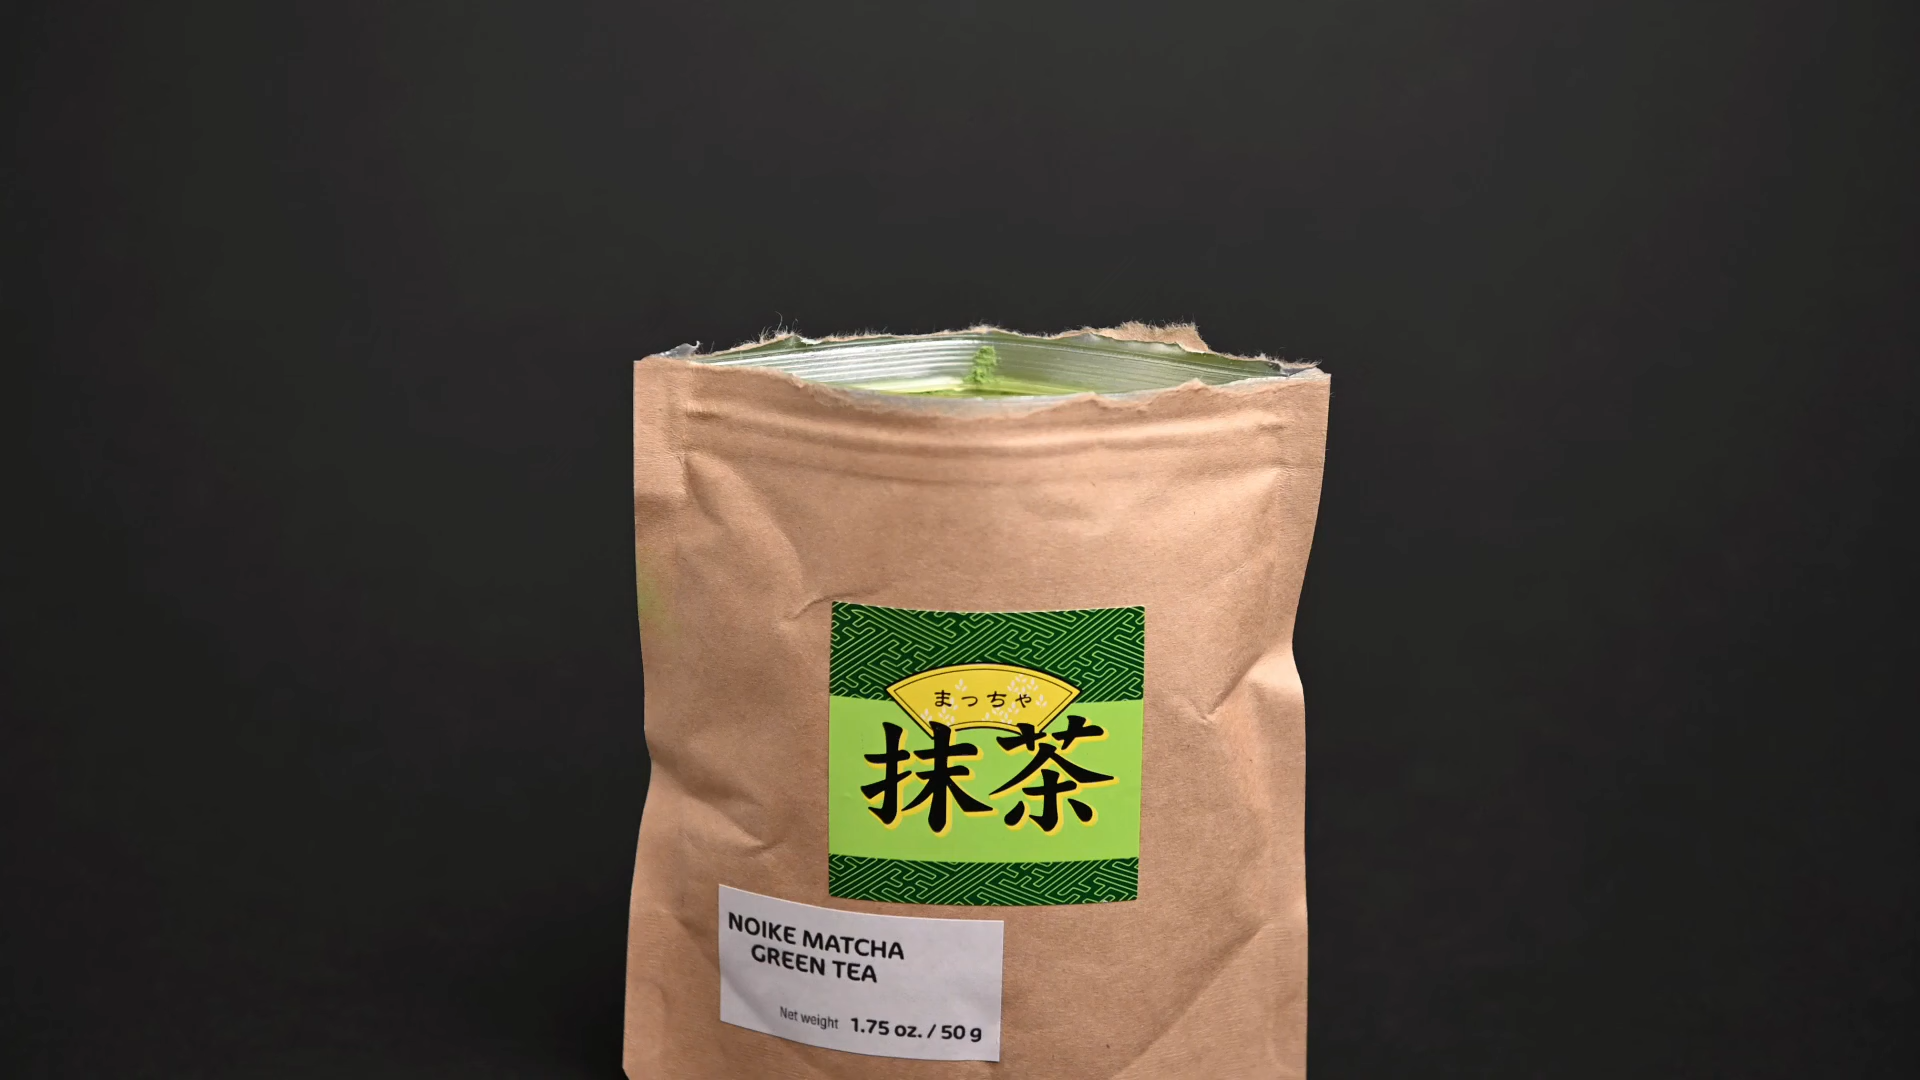 まっちゃ
抹茶
NOIKE MATCHA
GREEN TEA
Net weight 1.75 oz. / 50 g